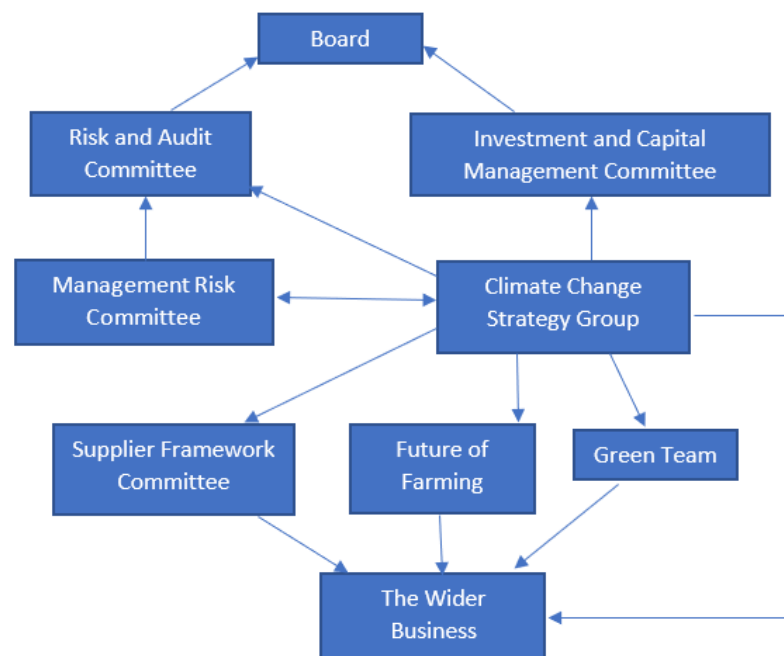 Board
Risk and Audit
Committee
Investment and Capital
Management Committee
Management Risk
Committee
Climate Change
Strategy Group
Supplier Framework
Committee
Future of
Farming
Green Team
The Wider
Business